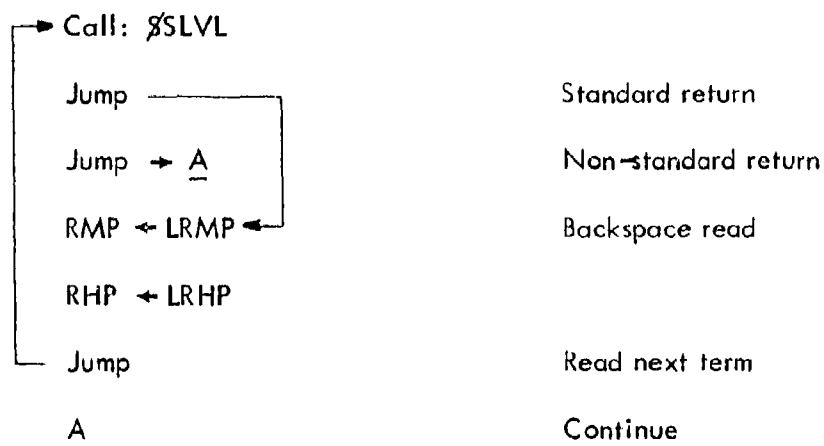 Call: $SLVL
Jump Standard return
Jump → A Non-standard return
RMP ← LRMP Backspace read
RHP ← LRHP
Jump Read next term
A Continue